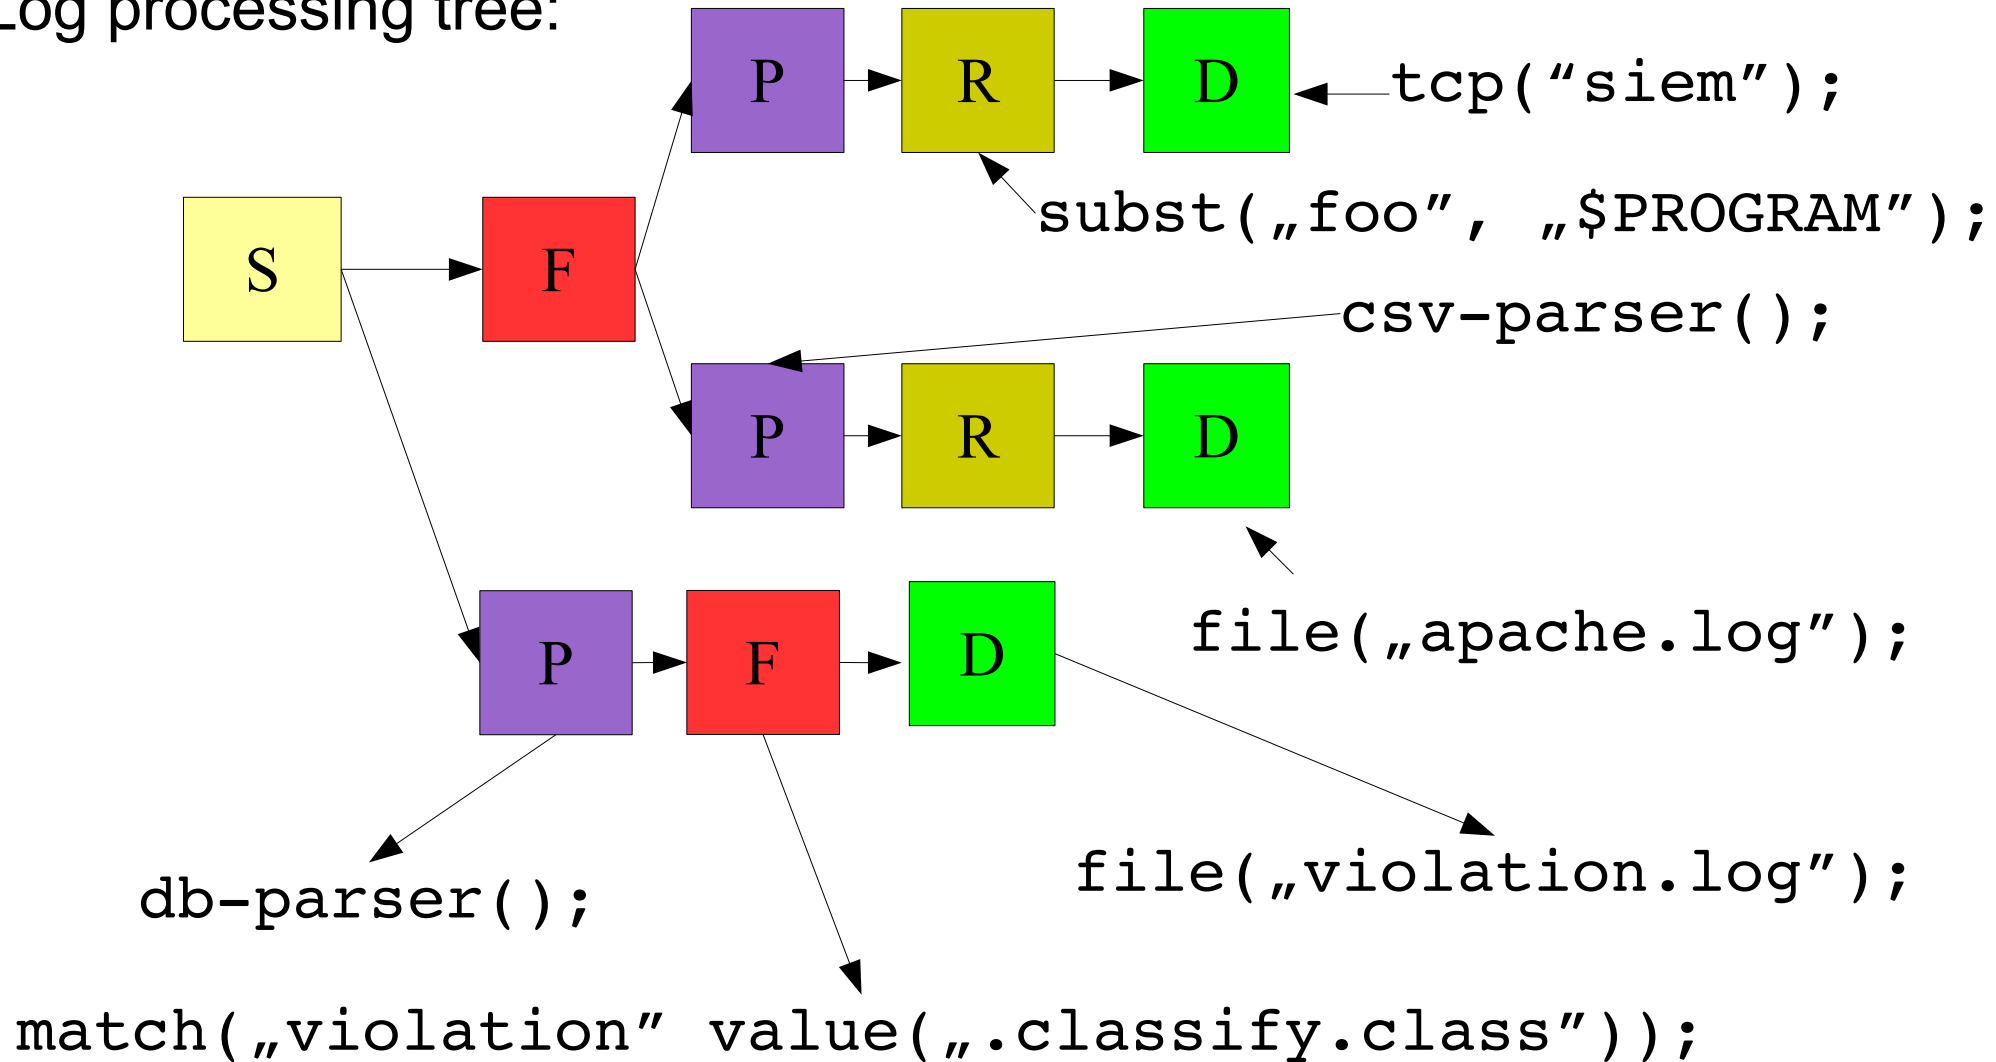 Log processing tree:
P R D
tcp(“siem”);
subst(„foo”, „$PROGRAM”);
S F
csv-parser();
P R D
file(„apache.log”);
P F D
file(„violation.log”);
db-parser();
match(„violation” value(„.classify.class”));